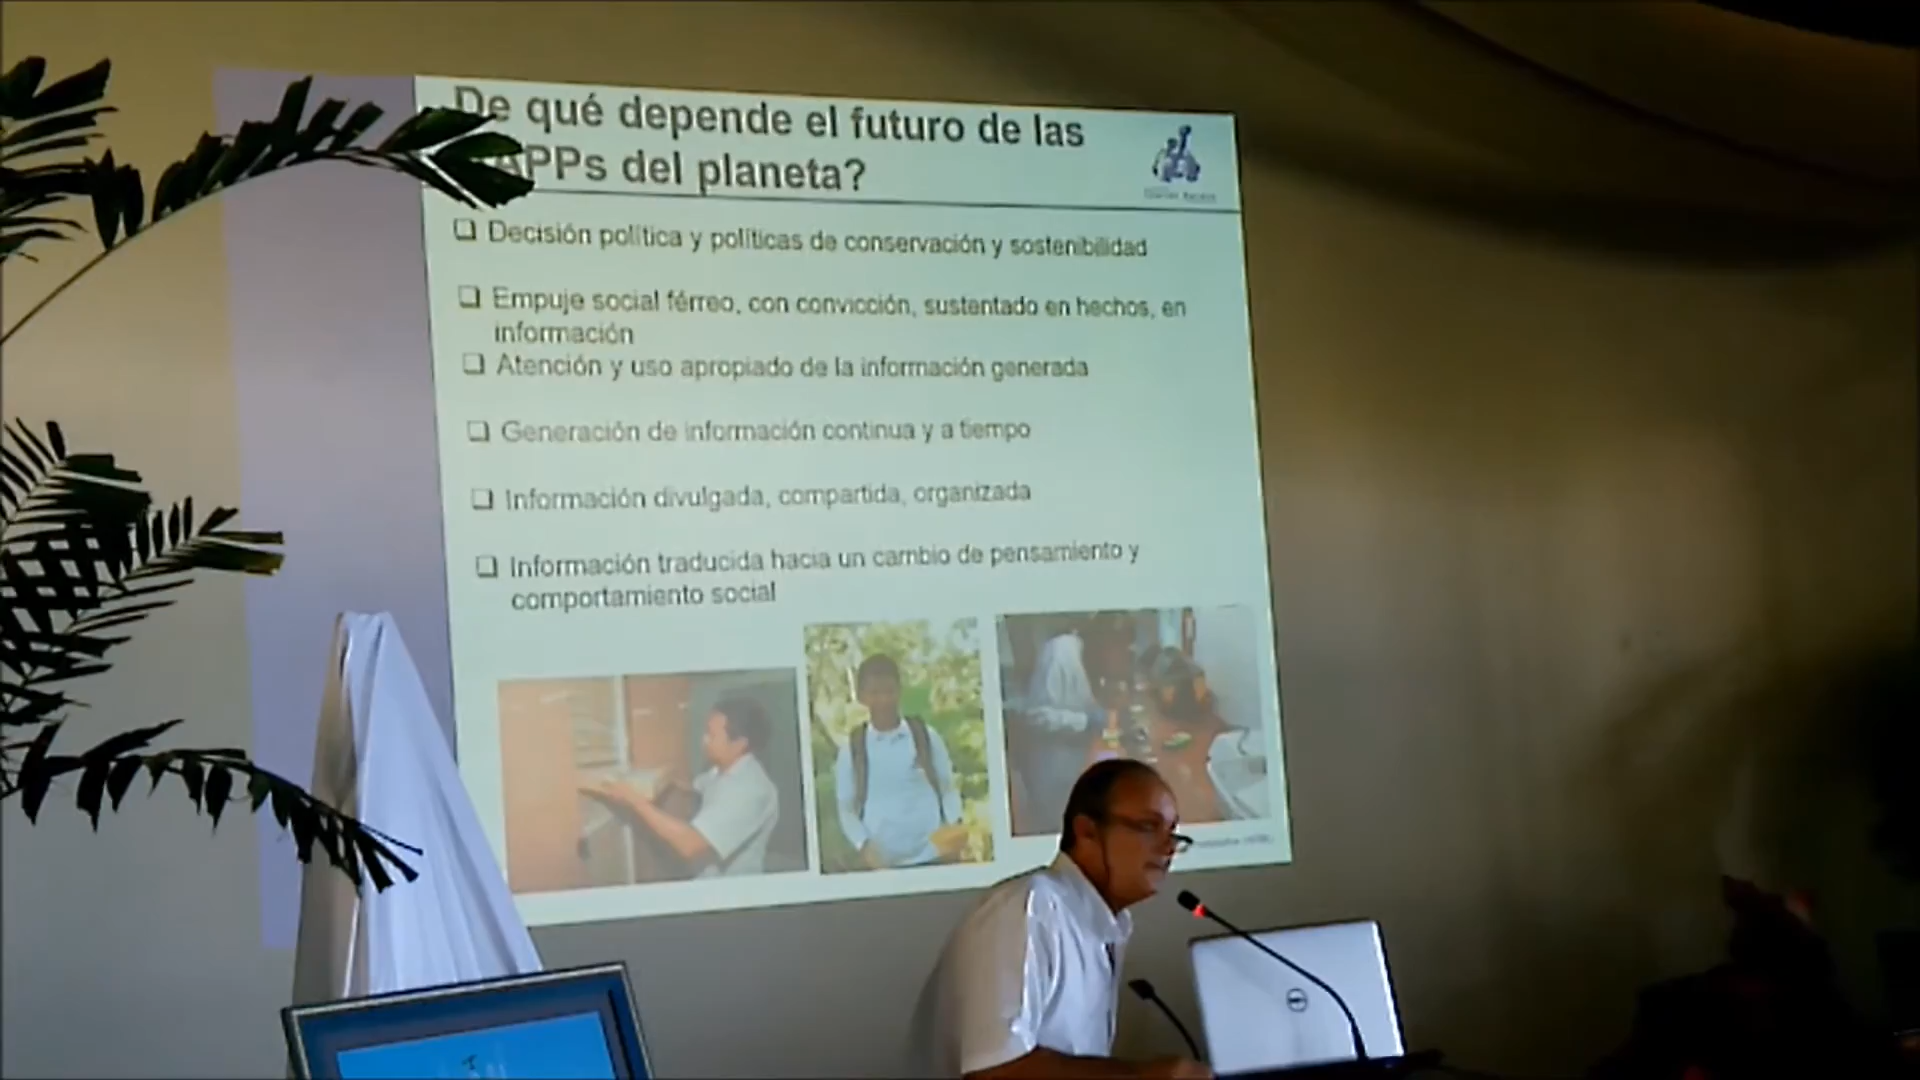 De qué depende el futuro de las
APPs del planeta?
❑ Decisión política y políticas de conservación y sostenibilidad
❑ Empuje social férreo, con convicción, sustentado en hechos, en
información
❑ Atención y uso apropiado de la información generada
❑ Generación de información continua y a tiempo
❑ Información divulgada, compartida, organizada
❑ Información traducida hacia un cambio de pensamiento y
comportamiento social
DELL